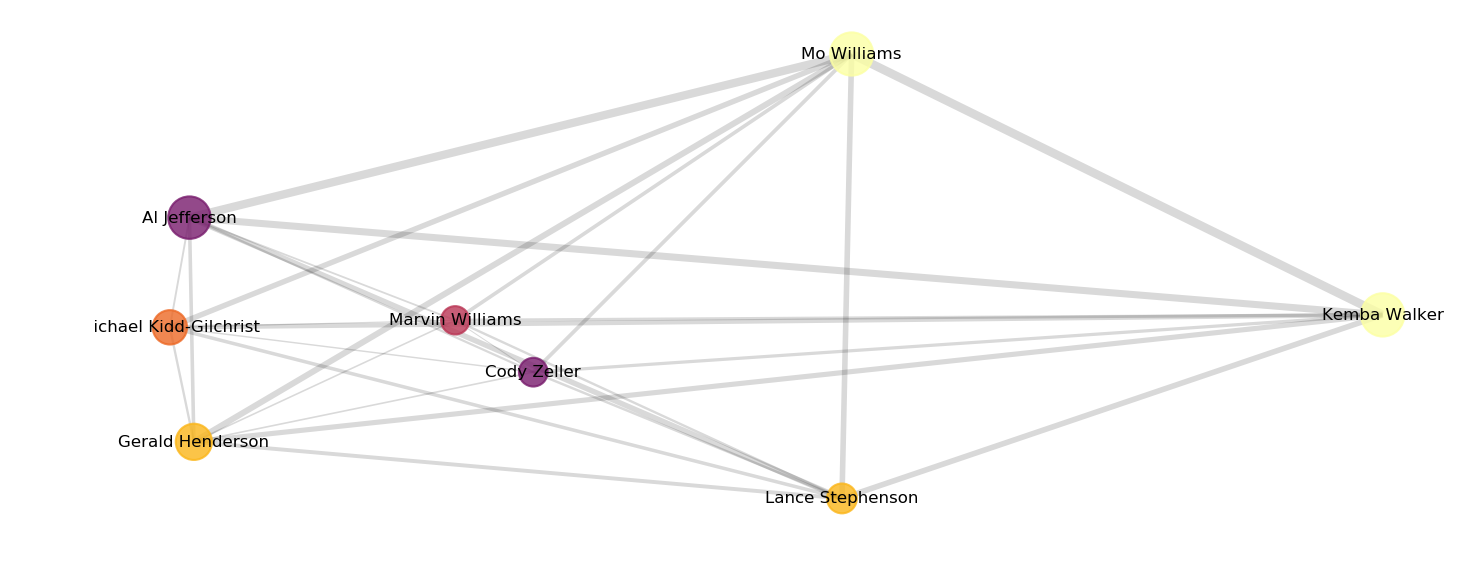 Mo Williams
Al Jefferson
Kemba Walker
Marvin Williams
ichael Kidd-Gilchrist
Cody Zeller
Gerald Henderson
Lance Stephenson